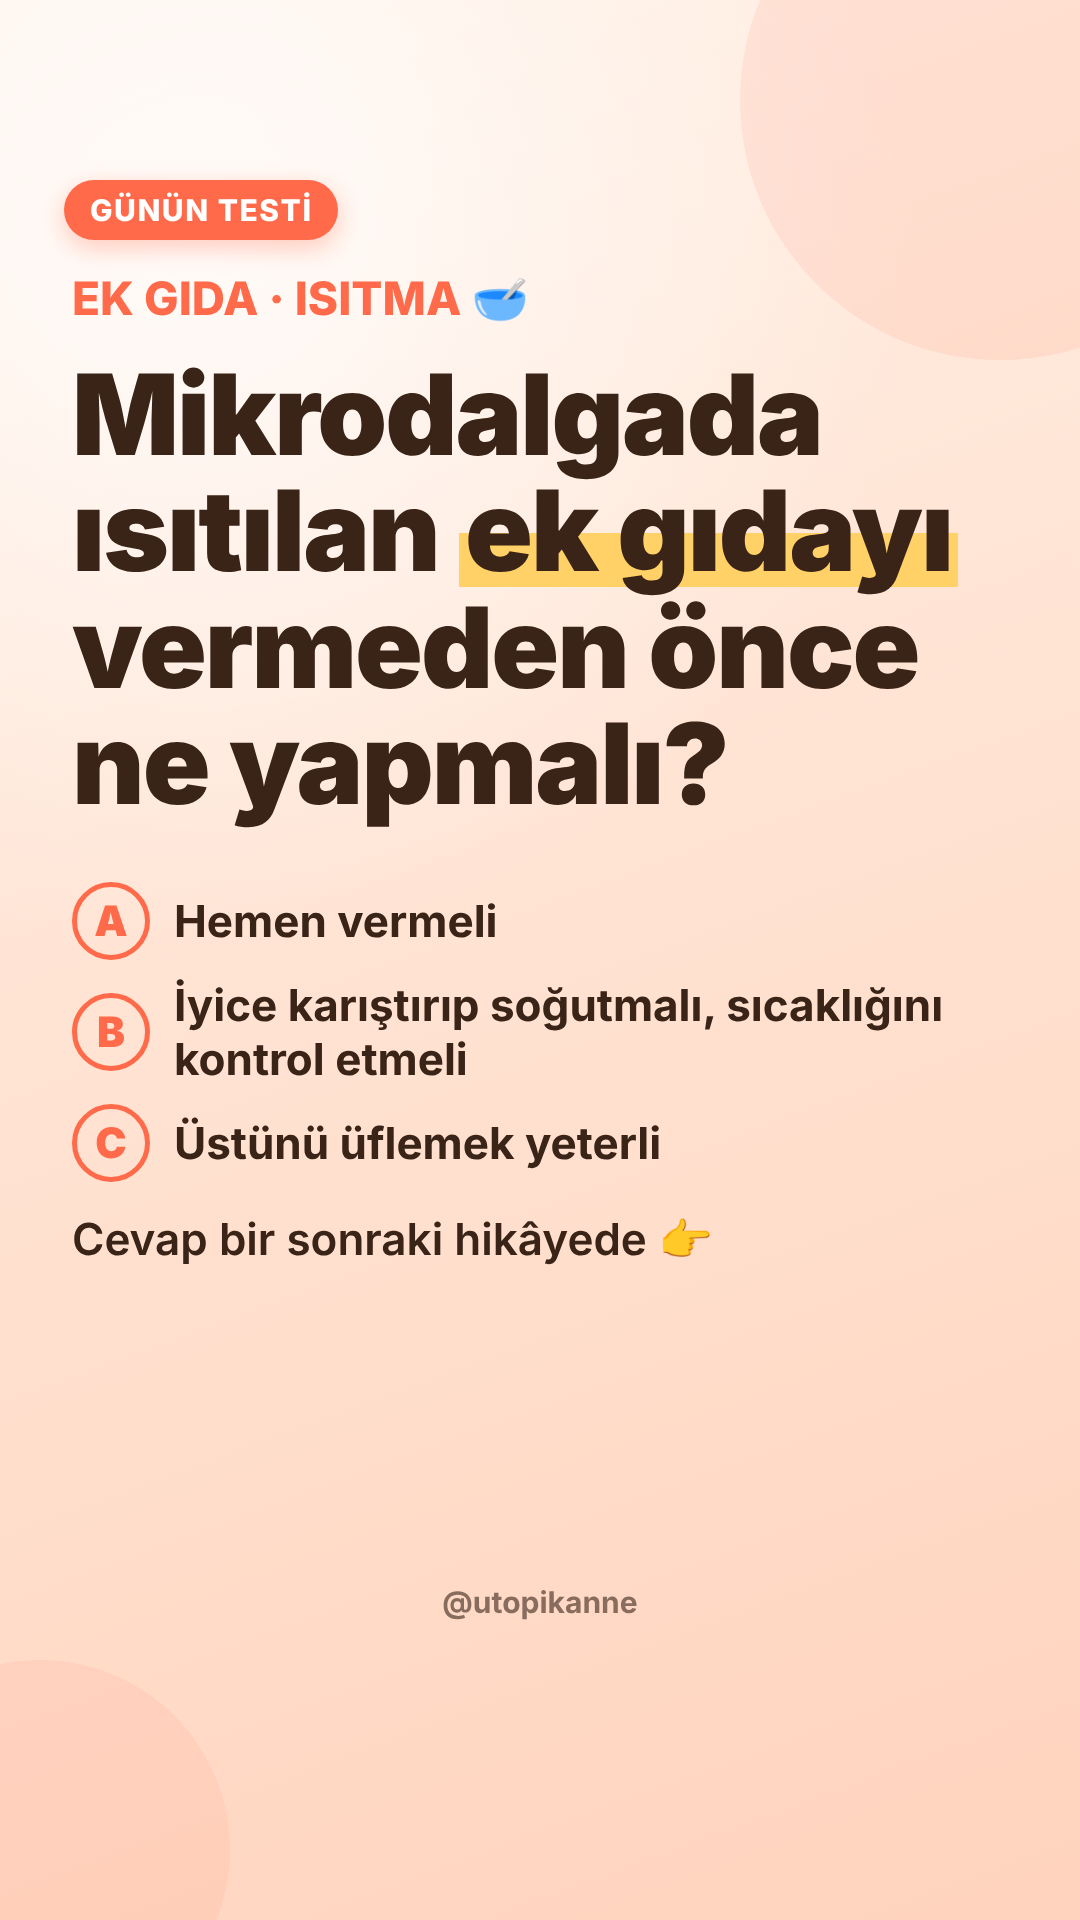 GÜNÜN TESTİ
EK GIDA · ISITMA 🥣
Mikrodalgada
ısıtılan ek gıdayı
vermeden önce
ne yapmalı?
A Hemen vermeli
B İyice karıştırıp soğutmalı, sıcaklığını
kontrol etmeli
C Üstünü üflemek yeterli
Cevap bir sonraki hikâyede 👉
@utopikanne